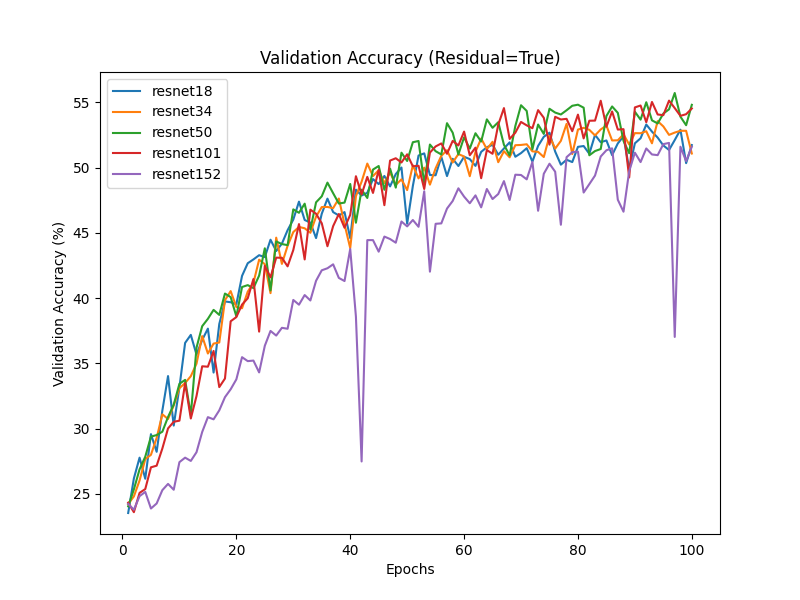 Validation Accuracy (Residual=True)
resnet18
resnet34
resnet50
resnet101
resnet152
Validation Accuracy (%)
55
50
45
40
35
30
25
0 20 40 60 80 100
Epochs